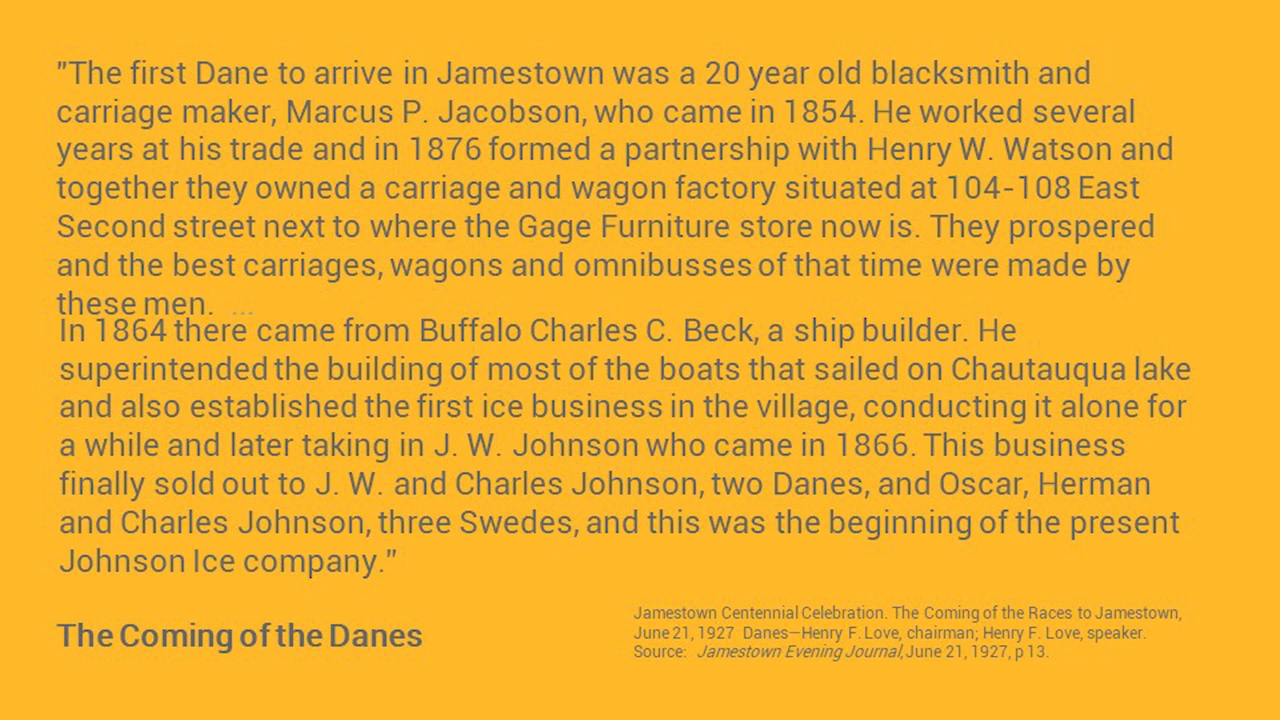 "The first Dane to arrive in Jamestown was a 20 year old blacksmith and
carriage maker, Marcus P. Jacobson, who came in 1854. He worked several
years at his trade and in 1876 formed a partnership with Henry W. Watson and
together they owned a carriage and wagon factory situated at 104-108 East
Second street next to where the Gage Furniture store now is. They prospered
and the best carriages, wagons and omnibusses of that time were made by
these men. ...
In 1864 there came from Buffalo Charles C. Beck, a ship builder. He
superintended the building of most of the boats that sailed on Chautauqua lake
and also established the first ice business in the village, conducting it alone for
a while and later taking in J. W. Johnson who came in 1866. This business
finally sold out to J. W. and Charles Johnson, two Danes, and Oscar, Herman
and Charles Johnson, three Swedes, and this was the beginning of the present
Johnson Ice company."
The Coming of the Danes
Jamestown Centennial Celebration. The Coming of the Races to Jamestown,
June 21, 1927 Danes—Henry F. Love, chairman; Henry F. Love, speaker.
Source: Jamestown Evening Journal, June 21, 1927, p 13.